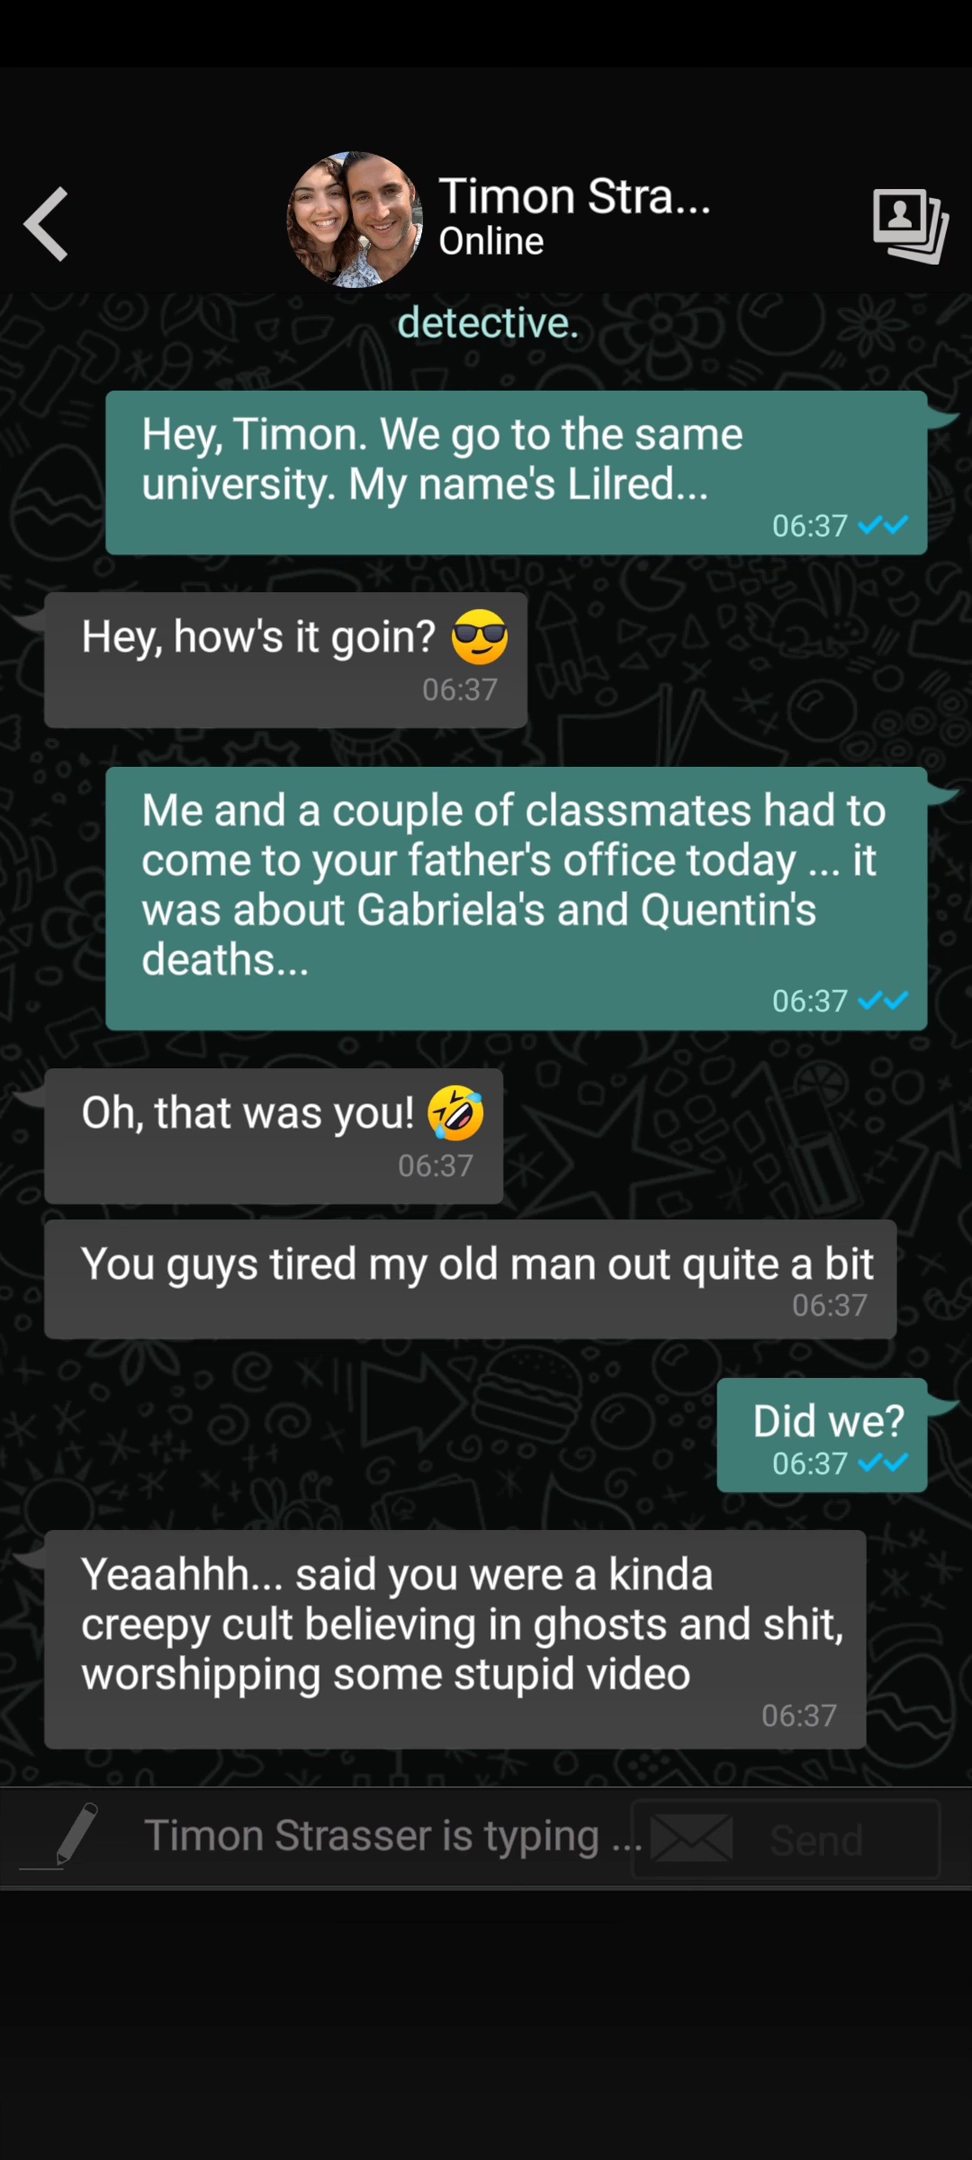 Timon Stra...
Online
detective.
Hey, Timon. We go to the same
university. My name's Lilred...
06:37
Hey, how's it goin? 😎
06:37
Me and a couple of classmates had to
come to your father's office today ... it
was about Gabriela's and Quentin's
deaths...
06:37
Oh, that was you! 🤣
06:37
You guys tired my old man out quite a bit
06:37
Did we?
06:37
Yeaahhh... said you were a kinda
creepy cult believing in ghosts and shit,
worshipping some stupid video
06:37
Timon Strasser is typing ... Send